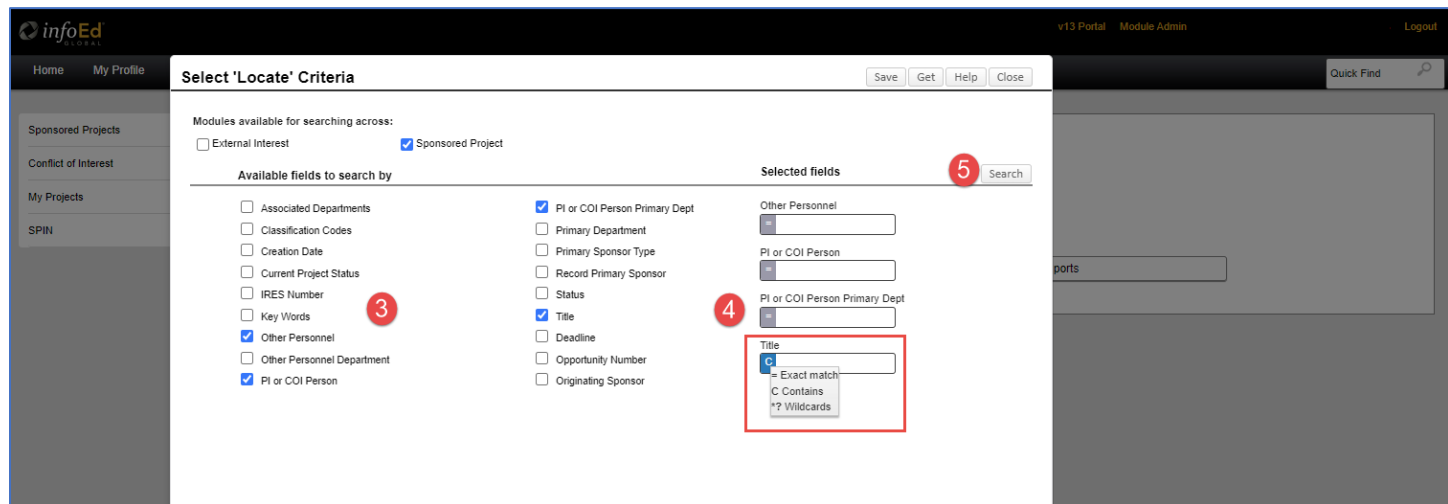 infoEd
GLOBAL
v13 Portal Module Admin Logout
Home My Profile
Quick Find
Select 'Locate' Criteria
Save Get Help Close
Sponsored Projects
Conflict of Interest
My Projects
SPIN
ports
Modules available for searching across:
External Interest Sponsored Project
Available fields to search by
Selected fields
5 Search
Associated Departments
Classification Codes
Creation Date
Current Project Status
IRES Number
Key Words
Other Personnel
Other Personnel Department
PI or COI Person
3
PI or COI Person Primary Dept
Primary Department
Primary Sponsor Type
Record Primary Sponsor
Status
Title
Deadline
Opportunity Number
Originating Sponsor
4
Other Personnel
=
PI or COI Person
=
PI or COI Person Primary Dept
=
Title
C
= Exact match
C Contains
*? Wildcards